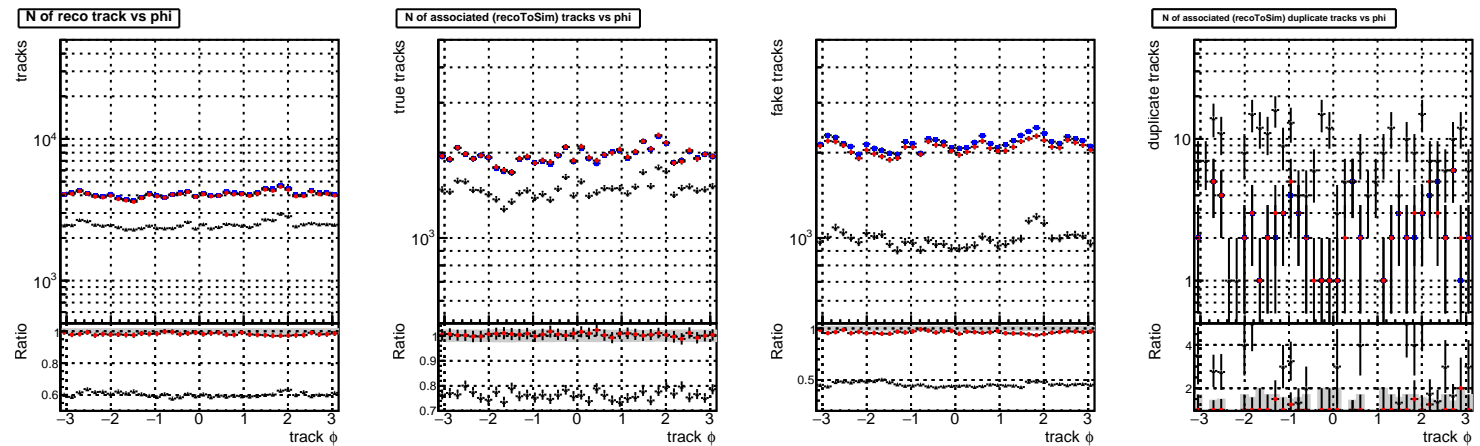 N of reco track vs phi
tracks
10⁴
10³
Ratio
1
0.8
0.6
−3 −2 −1 0 1 2 3
track ϕ
N of associated (recoToSim) tracks vs phi
true tracks
10³
Ratio
1
0.9
0.8
0.7
−3 −2 −1 0 1 2 3
track ϕ
fake tracks
10³
Ratio
1
0.5
−3 −2 −1 0 1 2 3
track ϕ
N of associated (recoToSim) duplicate tracks vs phi
duplicate tracks
10
1
Ratio
4
2
−3 −2 −1 0 1 2 3
track ϕ